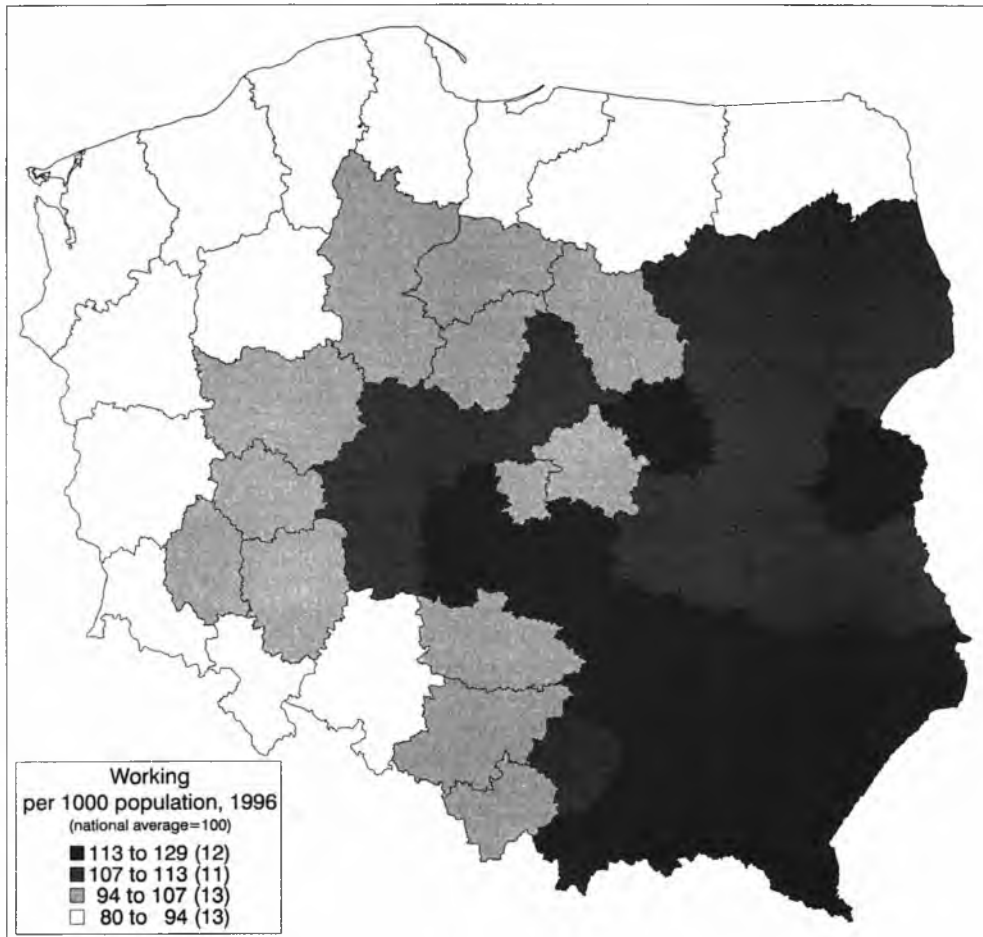 Working
per 1000 population, 1996
(national average=100)
113 to 129 (12)
107 to 113 (11)
94 to 107 (13)
80 to 94 (13)